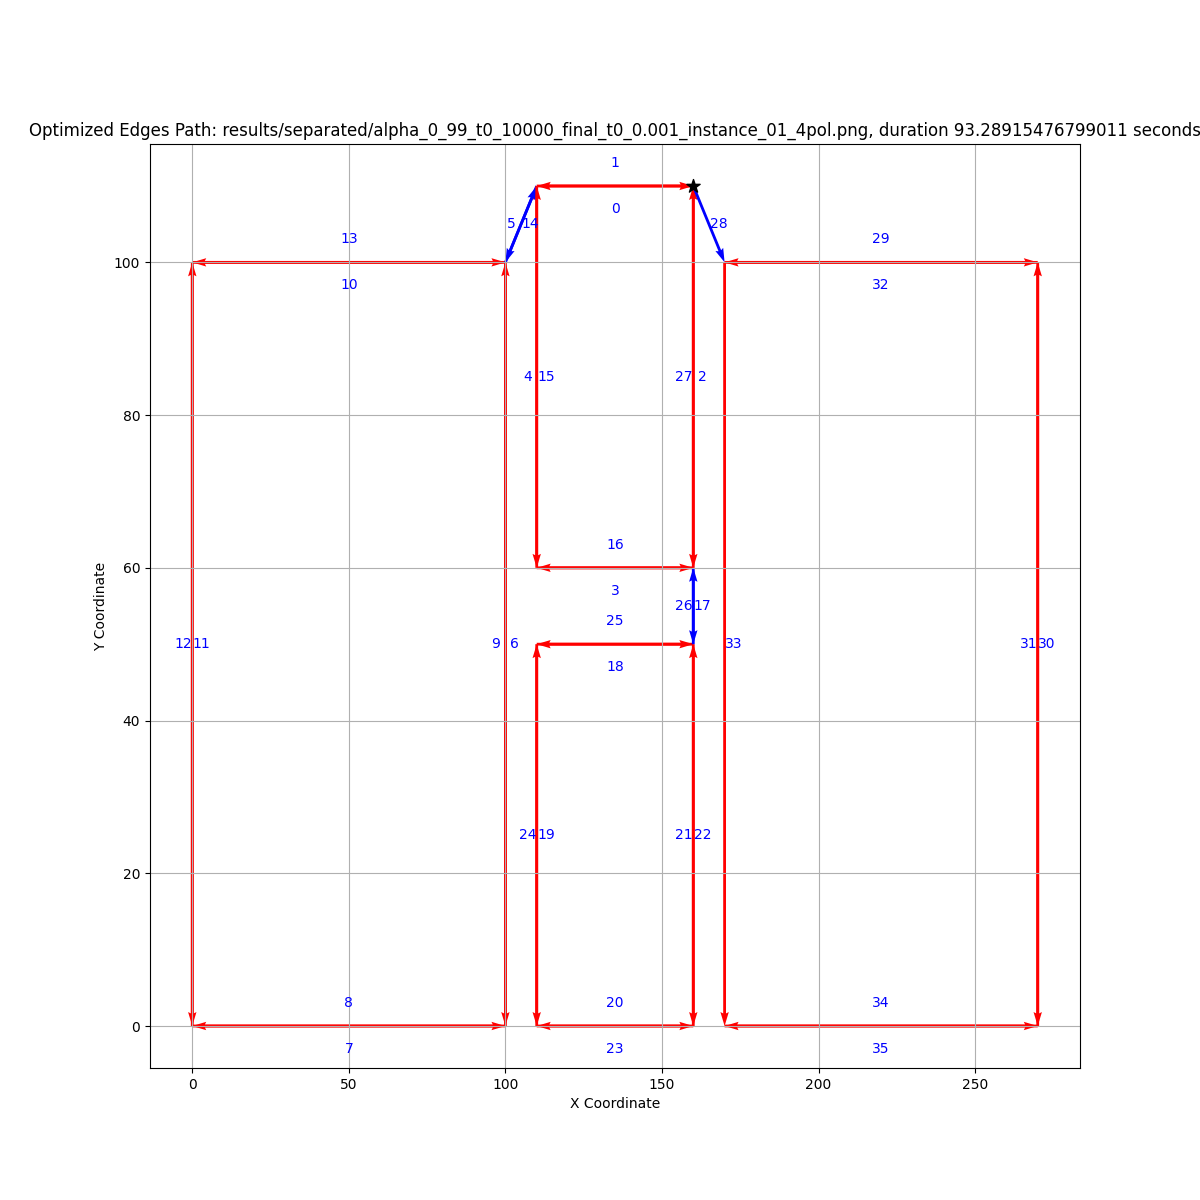 Optimized Edges Path: results/separated/alpha_0_99_t0_10000_final_t0_0.001_instance_01_4pol.png, duration 93.28915476799011 seconds
1
0
5 14 28
13 29
100
10 32
4 15 27 2
80
16
60
3
26 17
25
12 11 9 6 33 31 30
18
40
24 19 21 22
20
8 20 34
0
7 23 35
0 50 100 150 200 250
X Coordinate
Y Coordinate